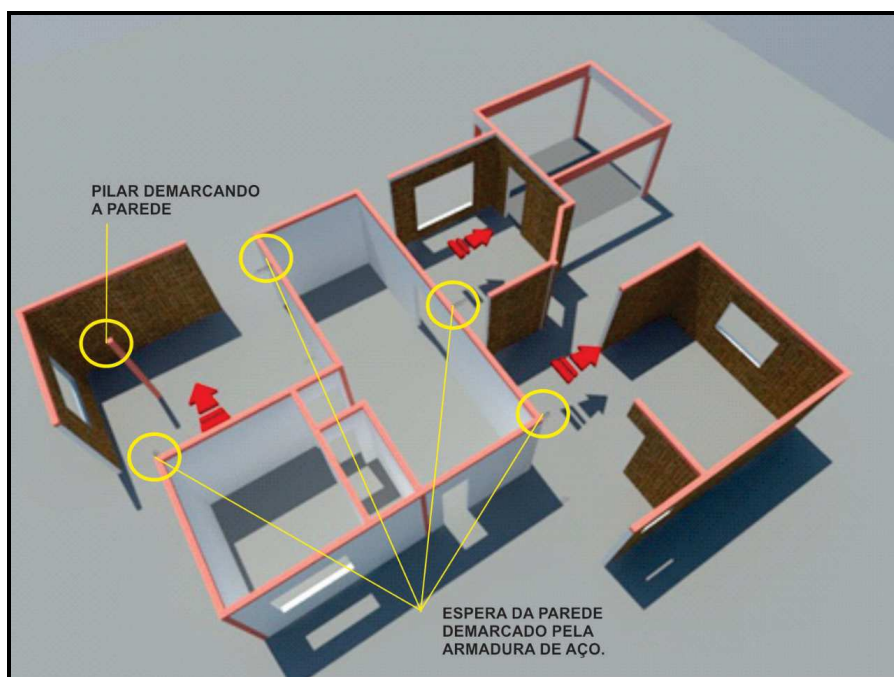 PILAR DEMARCANDO
A PAREDE
ESPERA DA PAREDE
DEMARCADO PELA
ARMADURA DE AÇO.